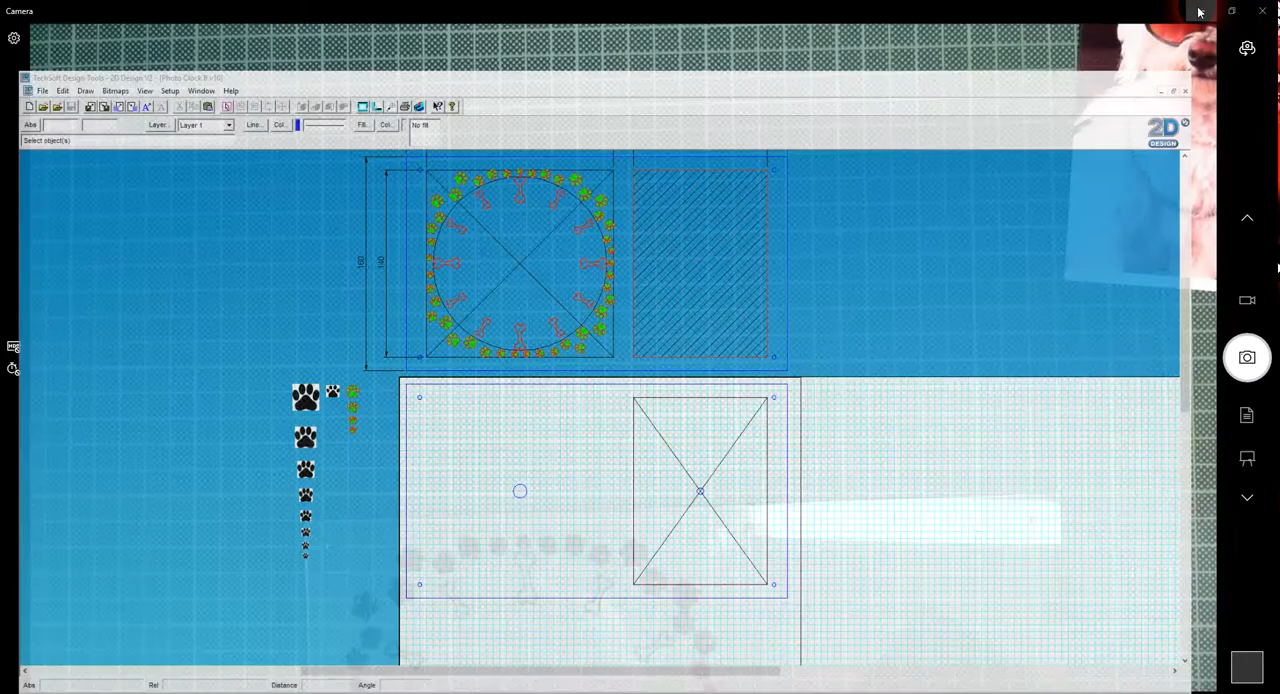 Camera
TechSoft Design Tools - 2D Design V2 - [Photo Clock B v10]
File Edit Draw Bitmaps View Setup Window Help
Abs Layer... Layer 1 Line... Col... Fill... Col... No fill
Select object(s)
2D
DESIGN
160
140
Abs Rel Distance Angle